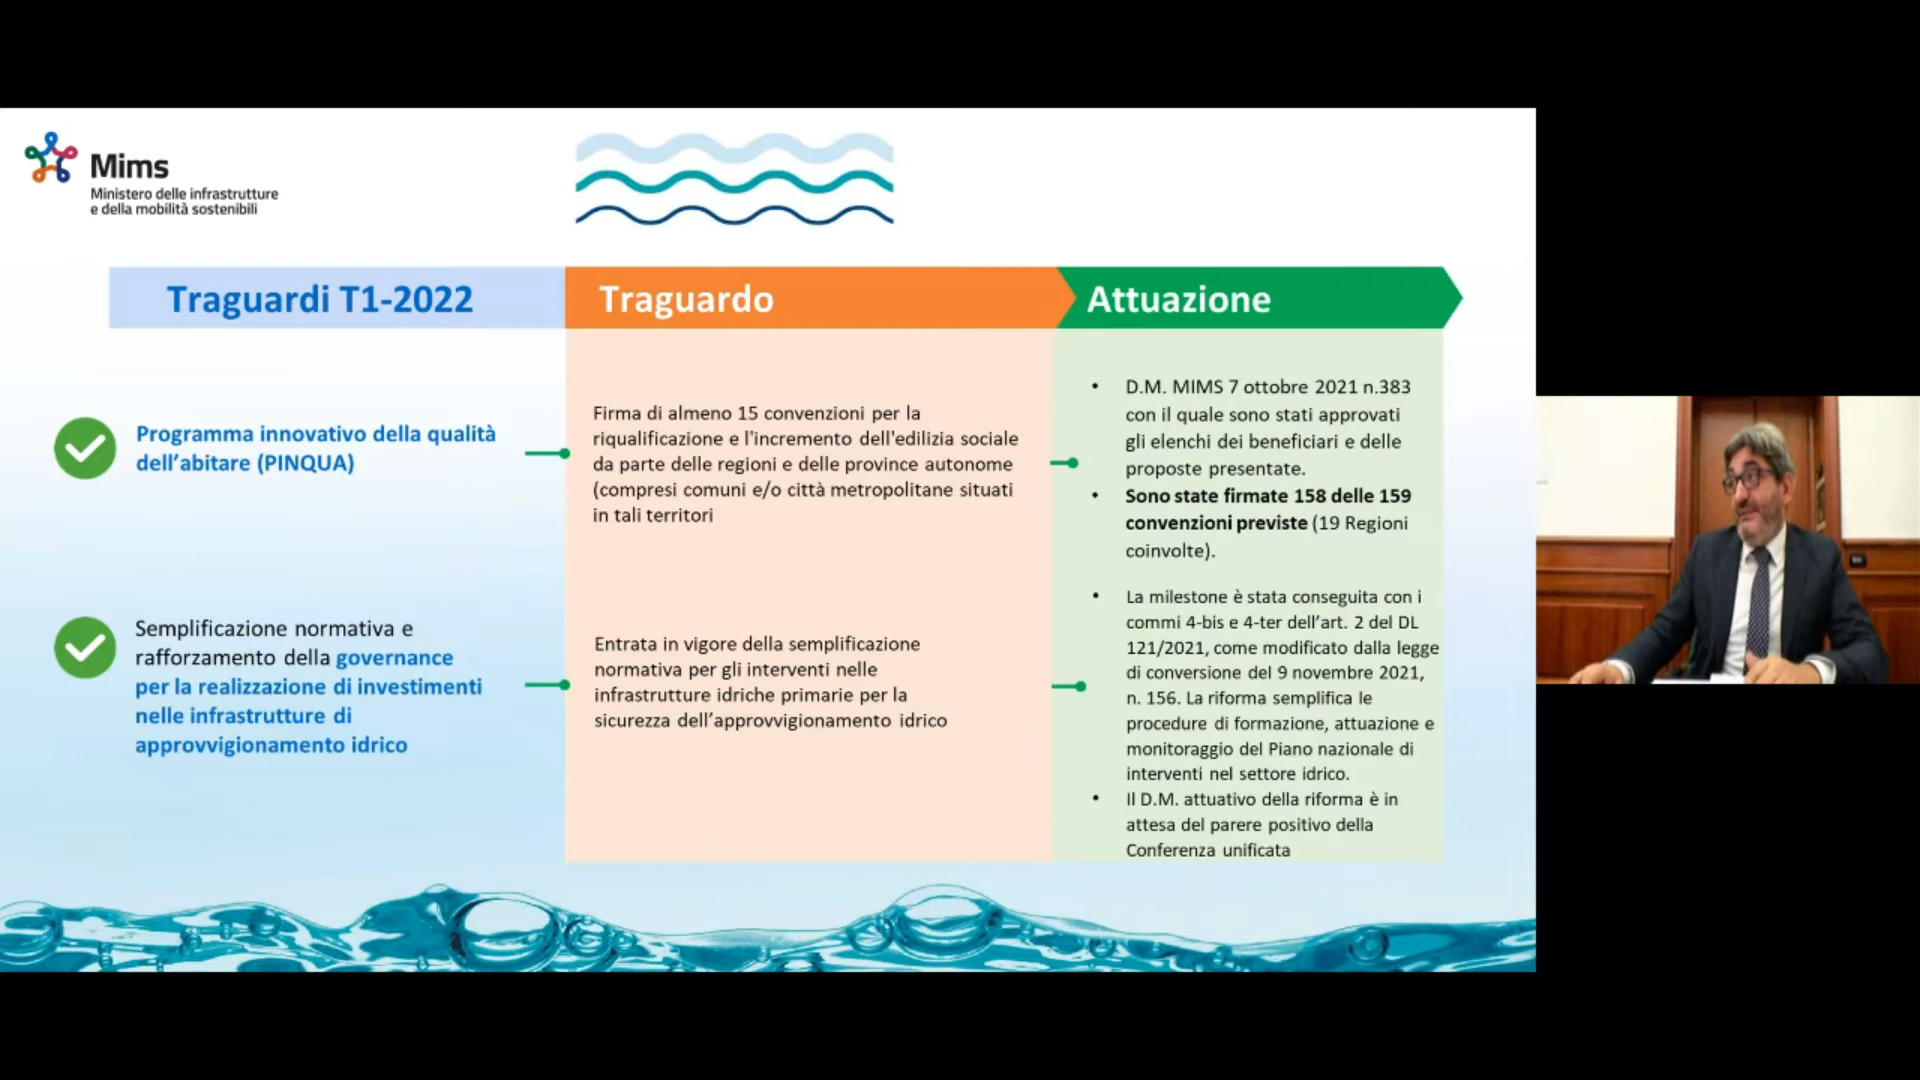 Mims
Ministero delle infrastrutture
e della mobilità sostenibili
Traguardi T1-2022
Traguardo
Attuazione
Programma innovativo della qualità
dell'abitare (PINQUA)
Firma di almeno 15 convenzioni per la
riqualificazione e l'incremento dell'edilizia sociale
da parte delle regioni e delle province autonome
(compresi comuni e/o città metropolitane situati
in tali territori
• D.M. MIMS 7 ottobre 2021 n.383
con il quale sono stati approvati
gli elenchi dei beneficiari e delle
proposte presentate.
• Sono state firmate 158 delle 159
convenzioni previste (19 Regioni
coinvolte).
Semplificazione normativa e
rafforzamento della governance
per la realizzazione di investimenti
nelle infrastrutture di
approvvigionamento idrico
Entrata in vigore della semplificazione
normativa per gli interventi nelle
infrastrutture idriche primarie per la
sicurezza dell'approvvigionamento idrico
• La milestone è stata conseguita con i
commi 4-bis e 4-ter dell'art. 2 del DL
121/2021, come modificato dalla legge
di conversione del 9 novembre 2021,
n. 156. La riforma semplifica le
procedure di formazione, attuazione e
monitoraggio del Piano nazionale di
interventi nel settore idrico.
• Il D.M. attuativo della riforma è in
attesa del parere positivo della
Conferenza unificata